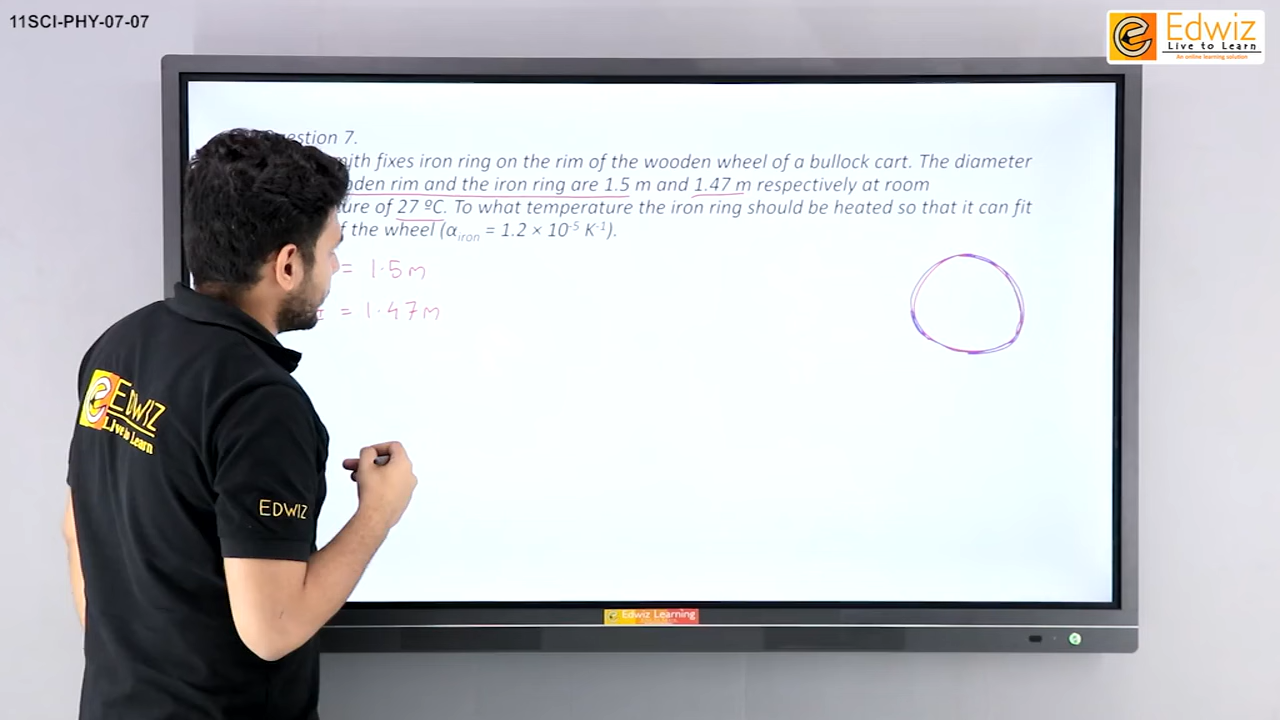 11SCI-PHY-07-07
Edwiz
Live to Learn
An online learning solution
estion 7.
mith fixes iron ring on the rim of the wooden wheel of a bullock cart. The diameter
oden rim and the iron ring are 1.5 m and 1.47 m respectively at room
ture of 27 ºC. To what temperature the iron ring should be heated so that it can fit
f the wheel (αiron = 1.2 × 10-5 K-1).
= 1.5m
I = 1.47m
EDWIZ
Live to Learn
EDWIZ
Edwiz Learning